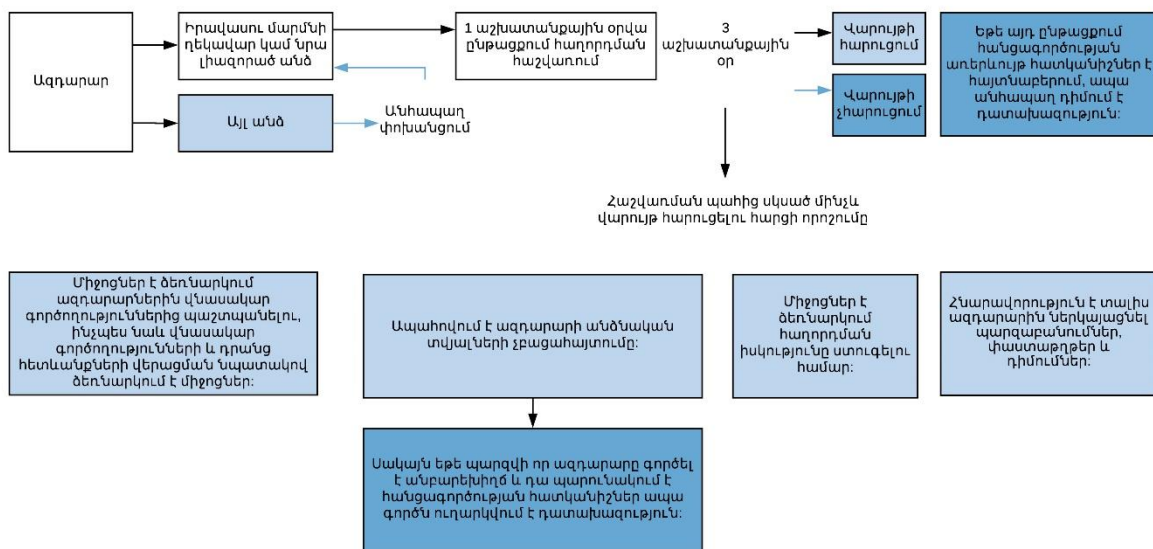 Ազդարար
Իրավասու մարմնի
ղեկավար կամ նրա
լիազորած անձ
Այլ անձ
Անհապաղ
փոխանցում
1 աշխատանքային օրվա
ընթացքում հաղորդման
հաշվառում
3
աշխատանքային
օր
Վարույթի
հարուցում
Վարույթի
չհարուցում
Եթե այդ ընթացքում
հանցագործության
առերևույթ հատկանիշներ է
հայտնաբերում, ապա
անհապաղ դիմում է
դատախազություն։
Հաշվառման պահից սկսած մինչև
վարույթ հարուցելու հարցի որոշումը
Միջոցներ է ձեռնարկում
ազդարարներին վնասակար
գործողություններից պաշտպանելու,
ինչպես նաև վնասակար
գործողությունների և դրանց
հետևանքների վերացման նպատակով
ձեռնարկում է միջոցներ։
Ապահովում է ազդարարի անձնական
տվյալների չբացահայտումը։
Միջոցներ է
ձեռնարկում
հաղորդման
իսկությունը ստուգելու
համար։
Հնարավորություն է տալիս
ազդարարին ներկայացնել
պարզաբանումներ,
փաստաթղթեր և
դիմումներ։
Սակայն եթե պարզվի որ ազդարարը գործել
է անբարեխիղճ և դա պարունակում է
հանցագործության հատկանիշներ ապա
գործն ուղարկվում է դատախազություն։